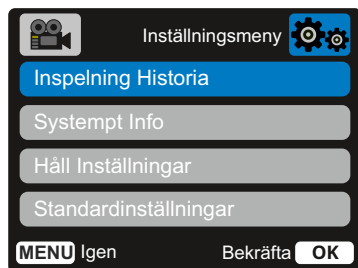 Inställningsmeny
Inspelning Historia
Systempt Info
Håll Inställningar
Standardinställningar
MENU Igen Bekräfta OK